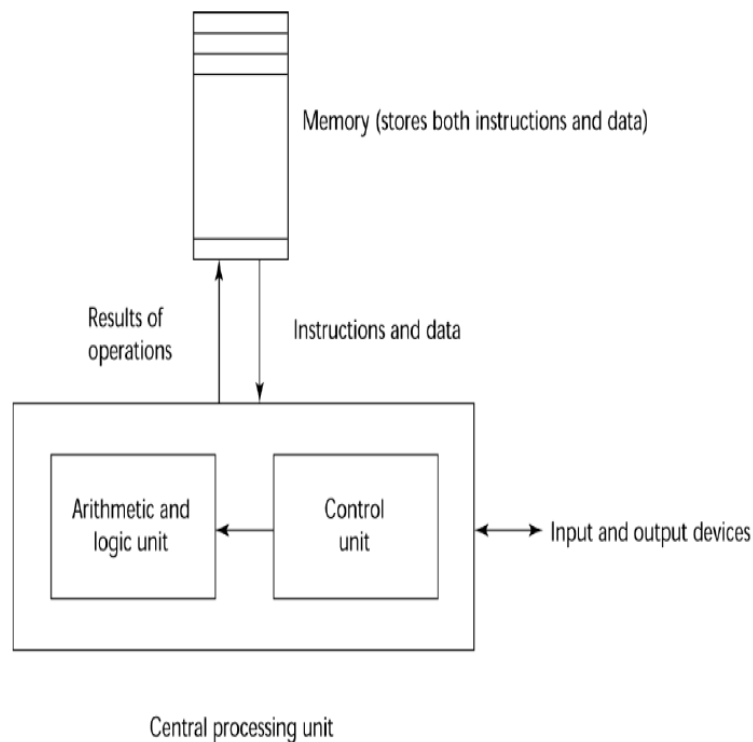 Memory (stores both instructions and data)
Results of
operations
Instructions and data
Arithmetic and
logic unit
Control
unit
Input and output devices
Central processing unit